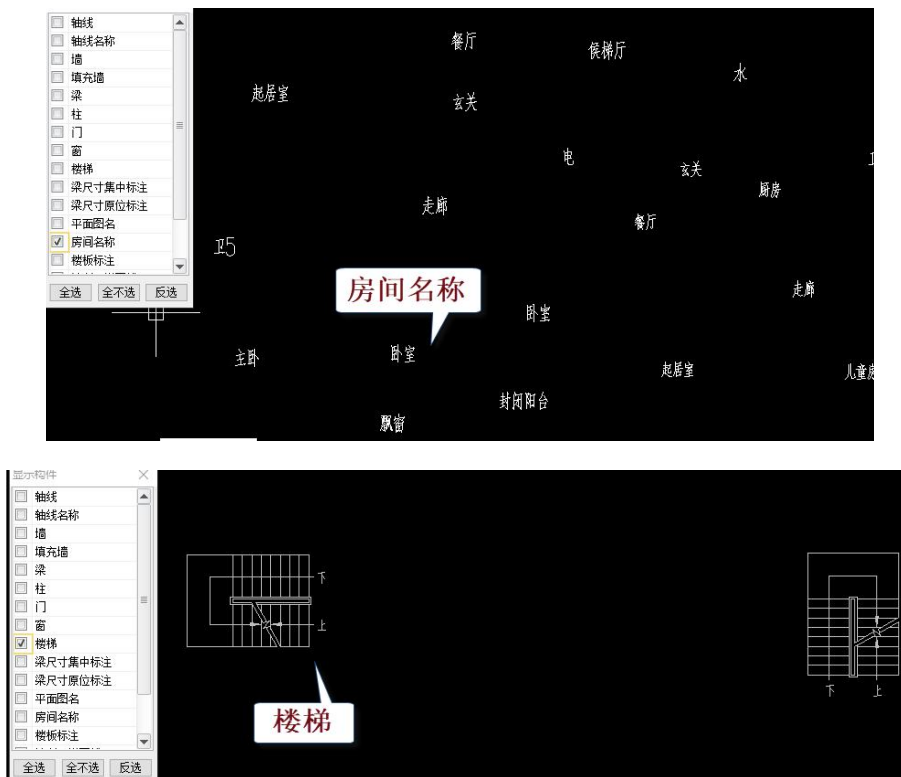 轴线
轴线名称
墙
填充墙
梁
柱
门
窗
楼梯
梁尺寸集中标注
梁尺寸原位标注
平面图名
房间名称
楼板标注
全选 全不选 反选
餐厅
侯梯厅
水
起居室
玄关
电
玄关
厨房
走廊
餐厅
卫5
房间名称
走廊
卧室
主卧
卧室
起居室
儿童房
封闭阳台
飘窗
显示构件
轴线
轴线名称
墙
填充墙
梁
柱
门
窗
楼梯
梁尺寸集中标注
梁尺寸原位标注
平面图名
房间名称
楼板标注
全选 全不选 反选
下
上
楼梯
下 上